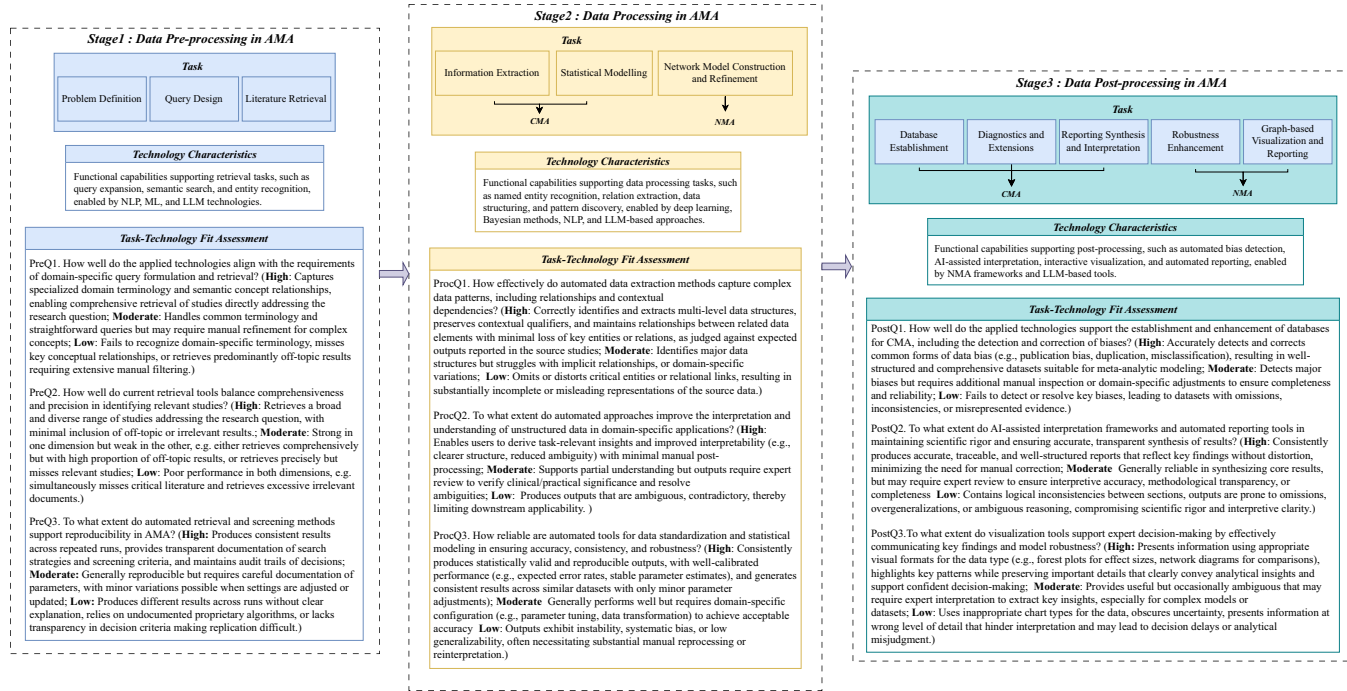 Stage1 : Data Pre-processing in AMA
Task
Problem Definition
Query Design
Literature Retrieval
Technology Characteristics
Functional capabilities supporting retrieval tasks, such as
query expansion, semantic search, and entity recognition,
enabled by NLP, ML, and LLM technologies.
Task-Technology Fit Assessment
PreQ1. How well do the applied technologies align with the requirements
of domain-specific query formulation and retrieval? (High: Captures
specialized domain terminology and semantic concept relationships,
enabling comprehensive retrieval of studies directly addressing the
research question; Moderate: Handles common terminology and
straightforward queries but may require manual refinement for complex
concepts; Low: Fails to recognize domain-specific terminology, misses
key conceptual relationships, or retrieves predominantly off-topic results
requiring extensive manual filtering.)
PreQ2. How well do current retrieval tools balance comprehensiveness
and precision in identifying relevant studies? (High: Retrieves a broad
and diverse range of studies addressing the research question, with
minimal inclusion of off-topic or irrelevant results.; Moderate: Strong in
one dimension but weak in the other, e.g. either retrieves comprehensively
but with high proportion of off-topic results, or retrieves precisely but
misses relevant studies; Low: Poor performance in both dimensions, e.g.
simultaneously misses critical literature and retrieves excessive irrelevant
documents.)
PreQ3. To what extent do automated retrieval and screening methods
support reproducibility in AMA? (High: Produces consistent results
across repeated runs, provides transparent documentation of search
strategies and screening criteria, and maintains audit trails of decisions;
Moderate: Generally reproducible but requires careful documentation of
parameters, with minor variations possible when settings are adjusted or
updated; Low: Produces different results across runs without clear
explanation, relies on undocumented proprietary algorithms, or lacks
transparency in decision criteria making replication difficult.)
Stage2 : Data Processing in AMA
Task
Information Extraction
Statistical Modelling
Network Model Construction
and Refinement
CMA
NMA
Technology Characteristics
Functional capabilities supporting data processing tasks, such
as named entity recognition, relation extraction, data
structuring, and pattern discovery, enabled by deep learning,
Bayesian methods, NLP, and LLM-based approaches.
Task-Technology Fit Assessment
ProcQ1. How effectively do automated data extraction methods capture complex
data patterns, including relationships and contextual
dependencies? (High: Correctly identifies and extracts multi-level data structures,
preserves contextual qualifiers, and maintains relationships between related data
elements with minimal loss of key entities or relations, as judged against expected
outputs reported in the source studies; Moderate: Identifies major data
structures but struggles with implicit relationships, or domain-specific
variations; Low: Omits or distorts critical entities or relational links, resulting in
substantially incomplete or misleading representations of the source data.)
ProcQ2. To what extent do automated approaches improve the interpretation and
understanding of unstructured data in domain-specific applications? (High:
Enables users to derive task-relevant insights and improved interpretability (e.g.,
clearer structure, reduced ambiguity) with minimal manual post-
processing; Moderate: Supports partial understanding but outputs require expert
review to verify clinical/practical significance and resolve
ambiguities; Low: Produces outputs that are ambiguous, contradictory, thereby
limiting downstream applicability. )
ProcQ3. How reliable are automated tools for data standardization and statistical
modeling in ensuring accuracy, consistency, and robustness? (High: Consistently
produces statistically valid and reproducible outputs, with well-calibrated
performance (e.g., expected error rates, stable parameter estimates), and generates
consistent results across similar datasets with only minor parameter
adjustments); Moderate Generally performs well but requires domain-specific
configuration (e.g., parameter tuning, data transformation) to achieve acceptable
accuracy Low: Outputs exhibit instability, systematic bias, or low
generalizability, often necessitating substantial manual reprocessing or
reinterpretation.)
Stage3 : Data Post-processing in AMA
Task
Database
Establishment
Diagnostics and
Extensions
Reporting Synthesis
and Interpretation
Robustness
Enhancement
Graph-based
Visualization and
Reporting
CMA
NMA
Technology Characteristics
Functional capabilities supporting post-processing, such as automated bias detection,
AI-assisted interpretation, interactive visualization, and automated reporting, enabled
by NMA frameworks and LLM-based tools.
Task-Technology Fit Assessment
PostQ1. How well do the applied technologies support the establishment and enhancement of databases
for CMA, including the detection and correction of biases? (High: Accurately detects and corrects
common forms of data bias (e.g., publication bias, duplication, misclassification), resulting in well-
structured and comprehensive datasets suitable for meta-analytic modeling; Moderate: Detects major
biases but requires additional manual inspection or domain-specific adjustments to ensure completeness
and reliability; Low: Fails to detect or resolve key biases, leading to datasets with omissions,
inconsistencies, or misrepresented evidence.)
PostQ2. To what extent do AI-assisted interpretation frameworks and automated reporting tools in
maintaining scientific rigor and ensuring accurate, transparent synthesis of results? (High: Consistently
produces accurate, traceable, and well-structured reports that reflect key findings without distortion,
minimizing the need for manual correction; Moderate Generally reliable in synthesizing core results,
but may require expert review to ensure interpretive accuracy, methodological transparency, or
completeness Low: Contains logical inconsistencies between sections, outputs are prone to omissions,
overgeneralizations, or ambiguous reasoning, compromising scientific rigor and interpretive clarity.)
PostQ3.To what extent do visualization tools support expert decision-making by effectively
communicating key findings and model robustness? (High: Presents information using appropriate
visual formats for the data type (e.g., forest plots for effect sizes, network diagrams for comparisons),
highlights key patterns while preserving important details that clearly convey analytical insights and
support confident decision-making; Moderate: Provides useful but occasionally ambiguous that may
require expert interpretation to extract key insights, especially for complex models or
datasets; Low: Uses inappropriate chart types for the data, obscures uncertainty, presents information at
wrong level of detail that hinder interpretation and may lead to decision delays or analytical
misjudgment.)